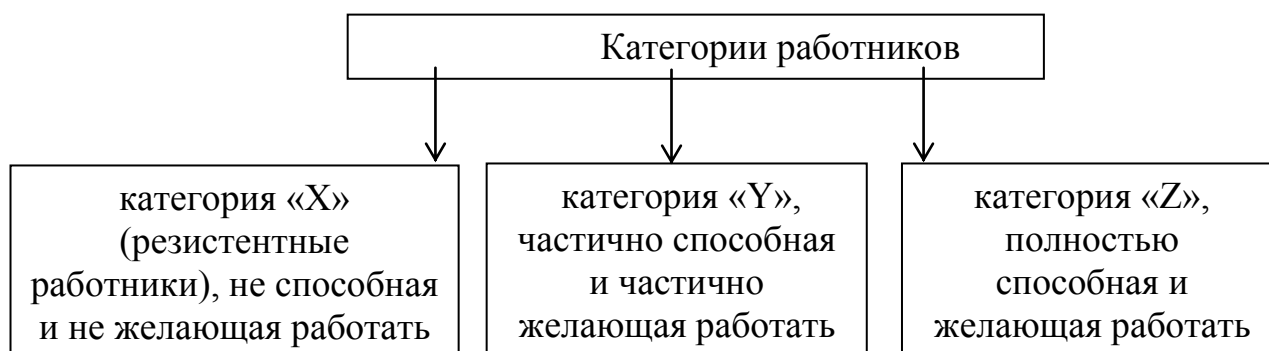 Категории работников
категория «X»
(резистентные
работники), не способная
и не желающая работать
категория «Y»,
частично способная
и частично
желающая работать
категория «Z»,
полностью
способная и
желающая работать